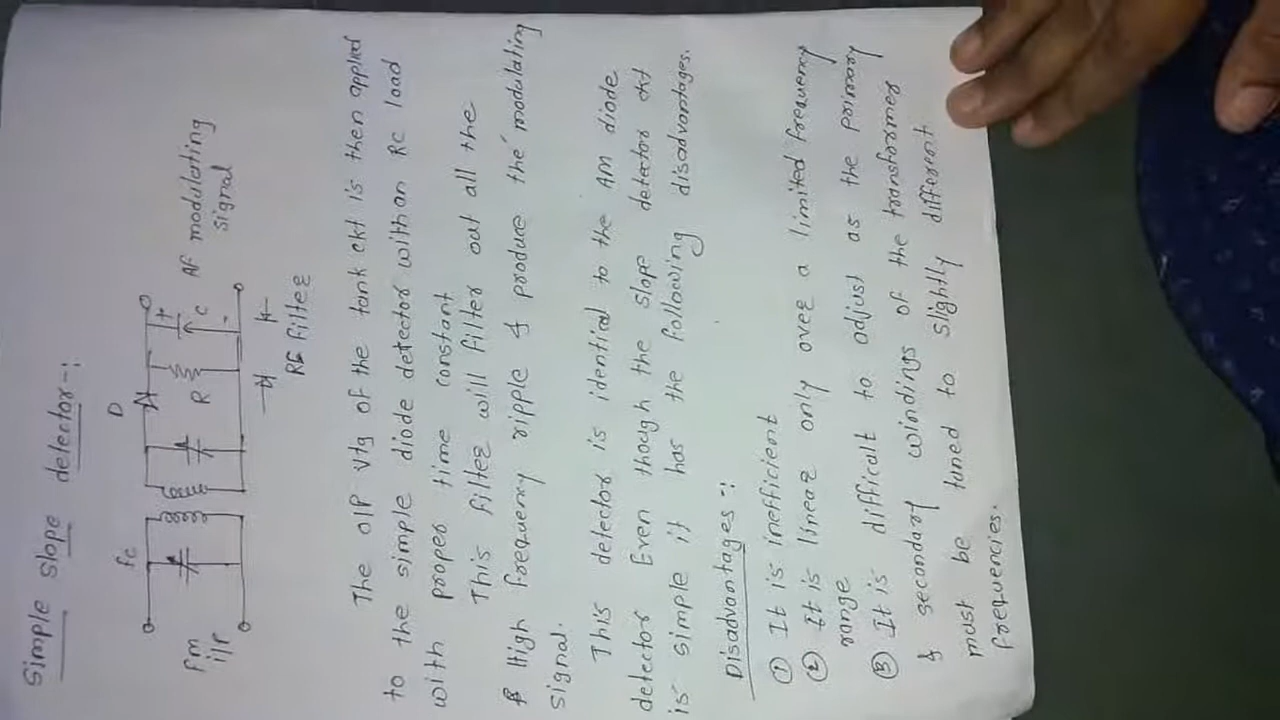 Simple slope detector-:
fc
D
FM
i/p
R
C
+
-
AF modulating
signal
RC filter
The o/p vtg of the tank ckt is then applied
to the simple diode detector with an RC load
with proper time constant
This filter will filter out all the
High frequency ripple & produce the modulating
signal.
This detector is identical to the AM diode
detector Even though the slope detector ckt
is simple it has the following disadvantages.
Disadvantages -:
① It is inefficient
② It is linear only over a limited frequency
range
③ It is difficult to adjust as the primary
& secondary windings of the transformer
must be tuned to slightly different
frequencies.